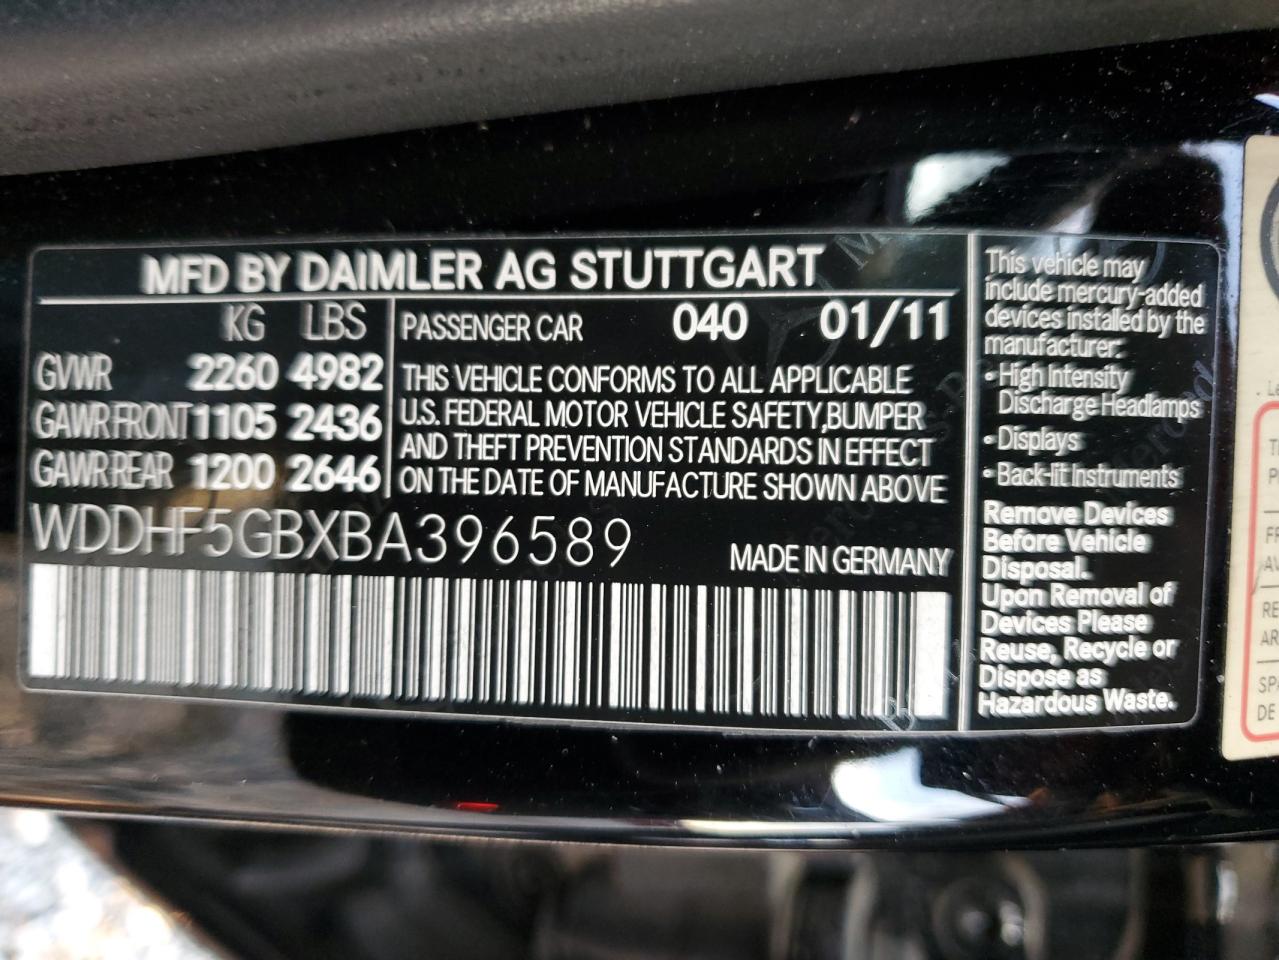 MFD BY DAIMLER AG STUTTGART
KG LBS
GVWR 2260 4982
GAWR FRONT 1105 2436
GAWR REAR 1200 2646
PASSENGER CAR 040 01/11
THIS VEHICLE CONFORMS TO ALL APPLICABLE
U.S. FEDERAL MOTOR VEHICLE SAFETY, BUMPER
AND THEFT PREVENTION STANDARDS IN EFFECT
ON THE DATE OF MANUFACTURE SHOWN ABOVE
WDDHF5GBXBA396589
MADE IN GERMANY
This vehicle may
include mercury-added
devices installed by the
manufacturer:
• High Intensity
Discharge Headlamps
• Displays
• Back-lit Instruments
Remove Devices
Before Vehicle
Disposal.
Upon Removal of
Devices Please
Reuse, Recycle or
Dispose as
Hazardous Waste.